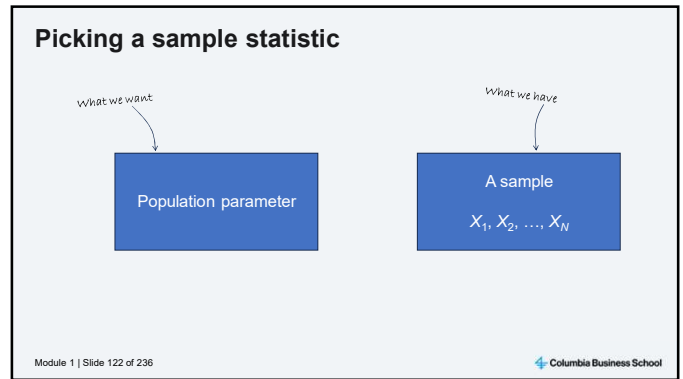 Picking a sample statistic
What we want
What we have
Population parameter
A sample
X₁, X₂, …, X_N
Module 1 | Slide 122 of 236
Columbia Business School